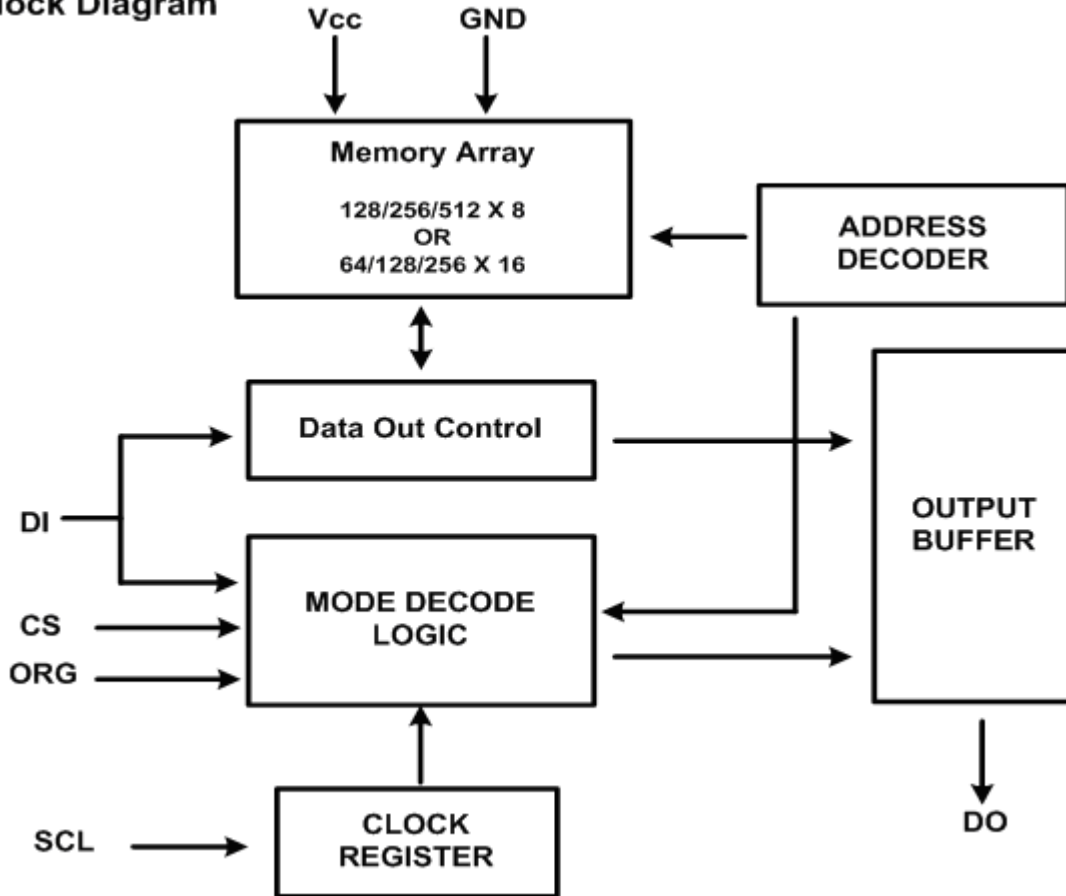 lock Diagram
Vcc
GND
Memory Array
128/256/512 X 8
OR
64/128/256 X 16
ADDRESS
DECODER
Data Out Control
DI
OUTPUT
BUFFER
MODE DECODE
LOGIC
CS
ORG
CLOCK
REGISTER
SCL
DO